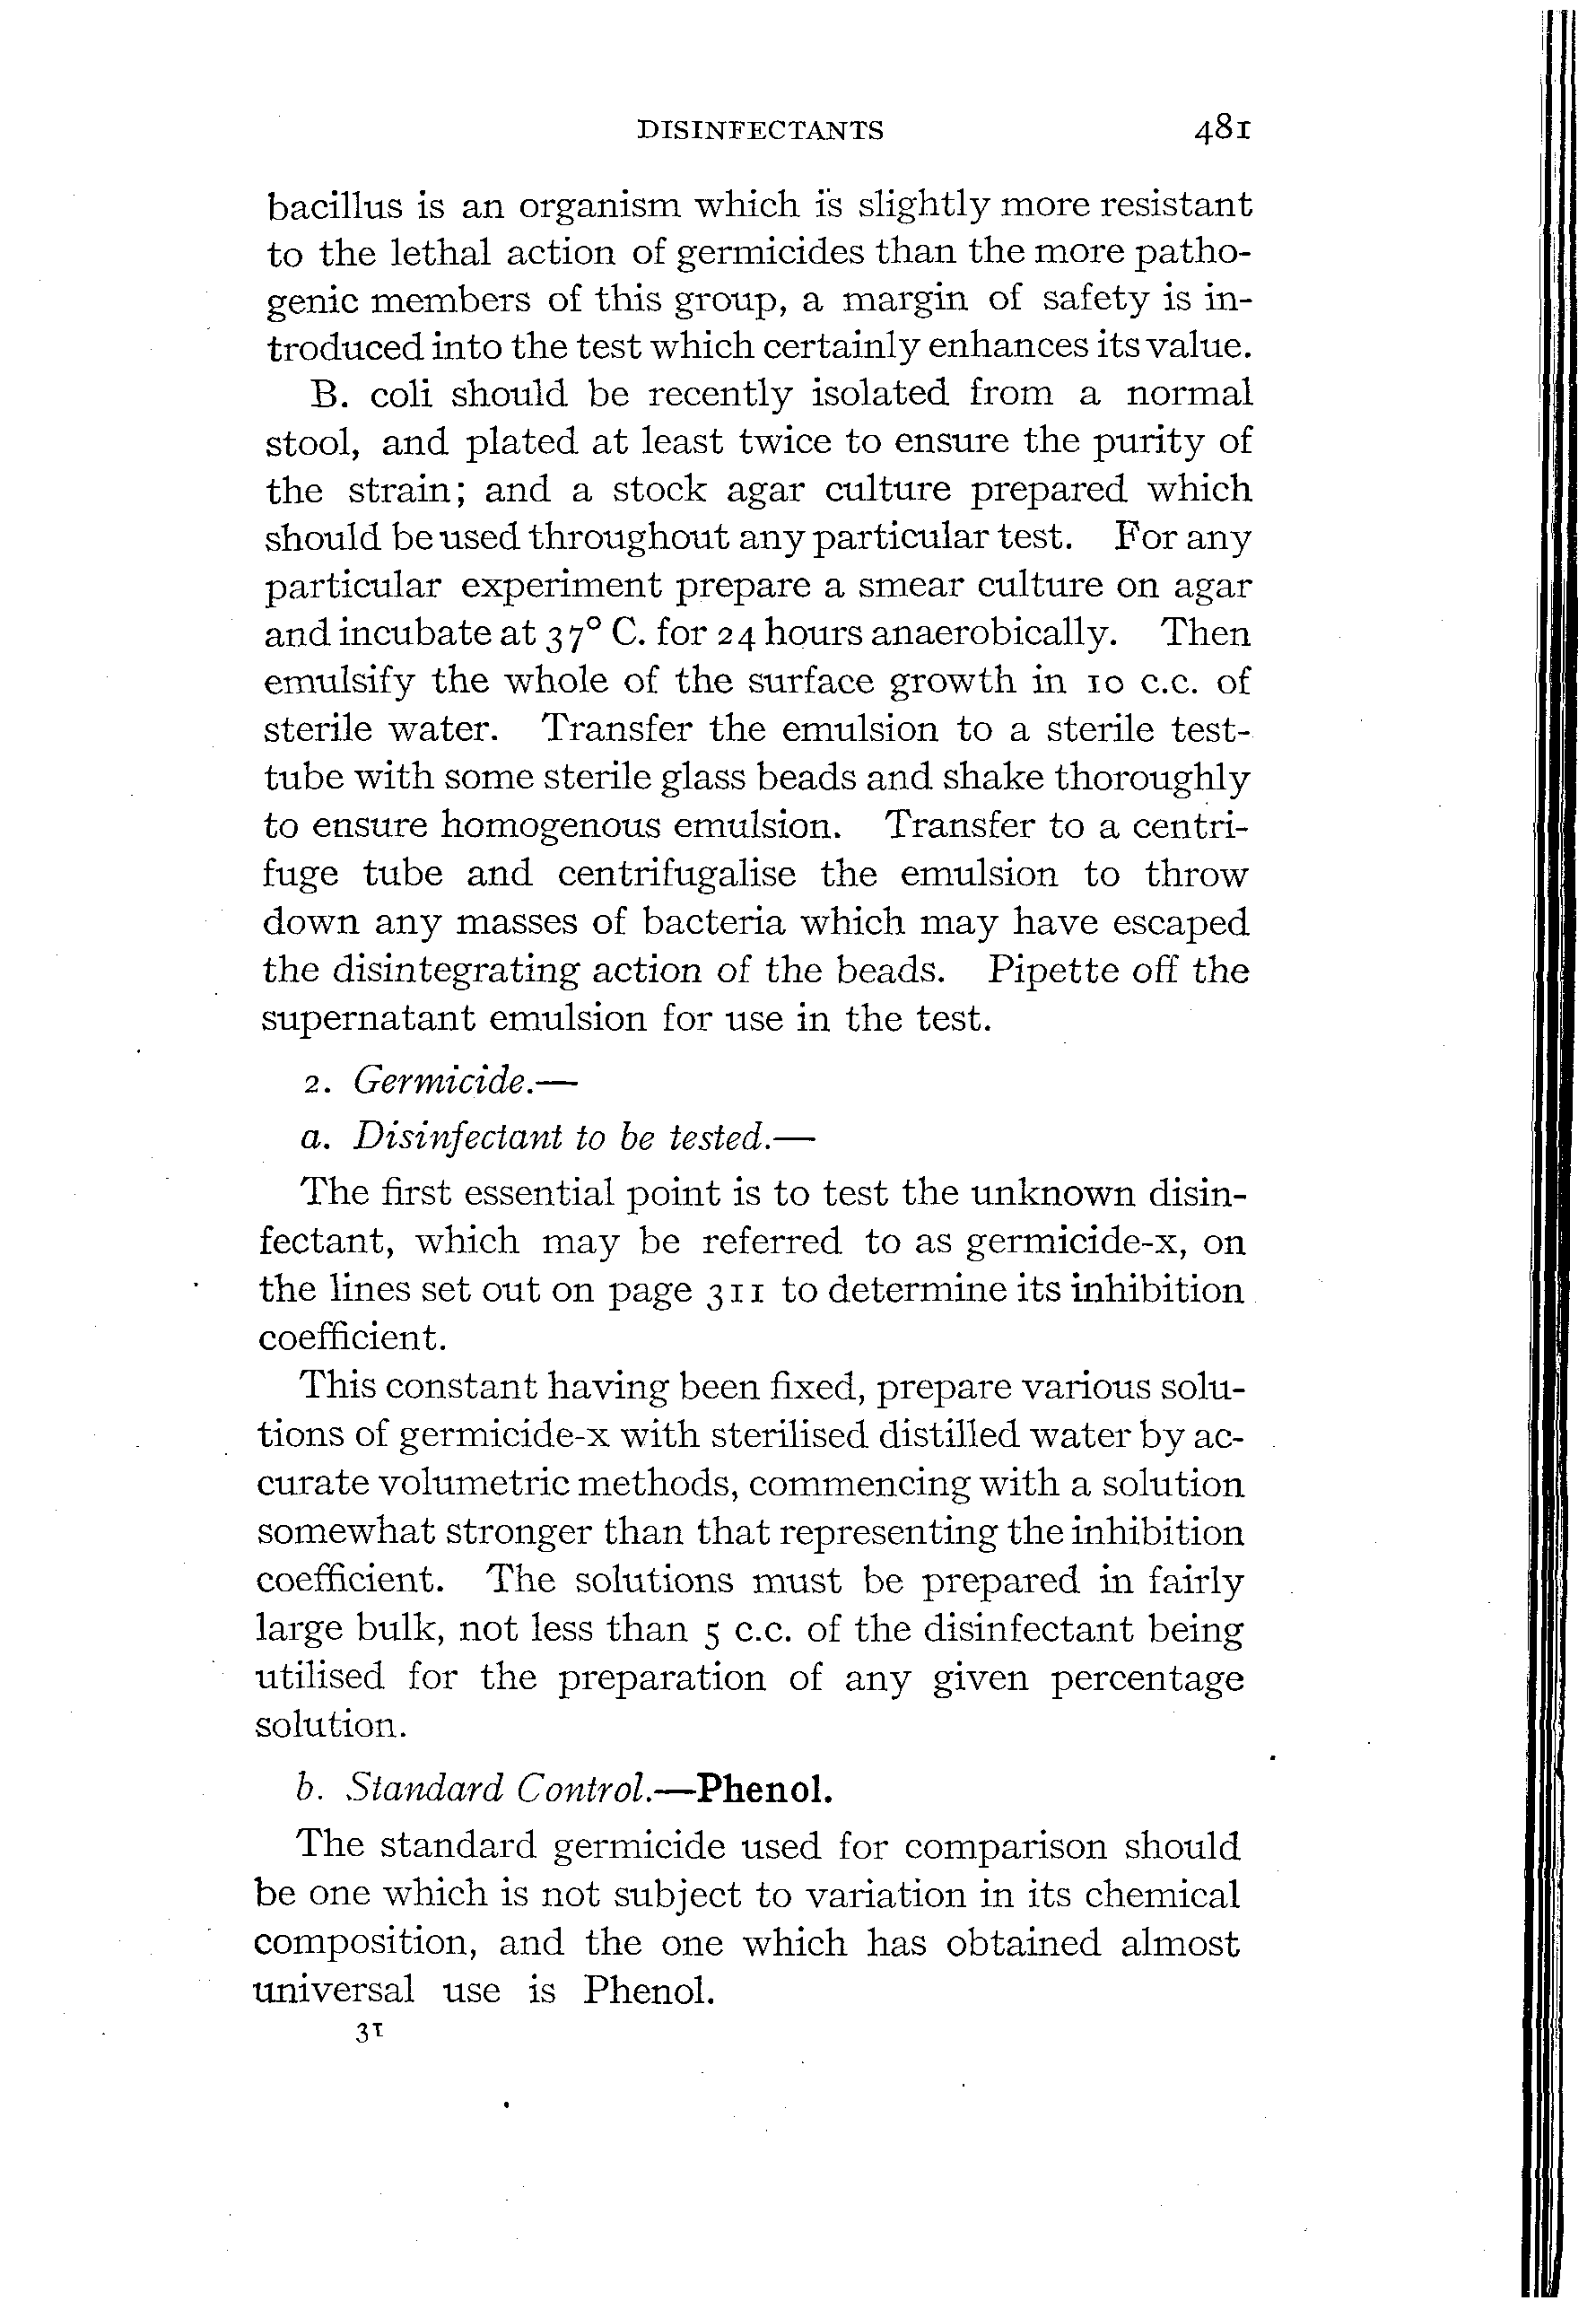 DISINFECTANTS 481
bacillus is an organism which is slightly more resistant
to the lethal action of germicides than the more patho-
genic members of this group, a margin of safety is in-
troduced into the test which certainly enhances its value.
B. coli should be recently isolated from a normal
stool, and plated at least twice to ensure the purity of
the strain; and a stock agar culture prepared which
should be used throughout any particular test. For any
particular experiment prepare a smear culture on agar
and incubate at 37° C. for 24 hours anaerobically. Then
emulsify the whole of the surface growth in 10 c.c. of
sterile water. Transfer the emulsion to a sterile test-
tube with some sterile glass beads and shake thoroughly
to ensure homogenous emulsion. Transfer to a centri-
fuge tube and centrifugalise the emulsion to throw
down any masses of bacteria which may have escaped
the disintegrating action of the beads. Pipette off the
supernatant emulsion for use in the test.
2. Germicide.—
a. Disinfectant to be tested.—
The first essential point is to test the unknown disin-
fectant, which may be referred to as germicide-x, on
the lines set out on page 311 to determine its inhibition
coefficient.
This constant having been fixed, prepare various solu-
tions of germicide-x with sterilised distilled water by ac-
curate volumetric methods, commencing with a solution
somewhat stronger than that representing the inhibition
coefficient. The solutions must be prepared in fairly
large bulk, not less than 5 c.c. of the disinfectant being
utilised for the preparation of any given percentage
solution.
b. Standard Control.—Phenol.
The standard germicide used for comparison should
be one which is not subject to variation in its chemical
composition, and the one which has obtained almost
universal use is Phenol.
31